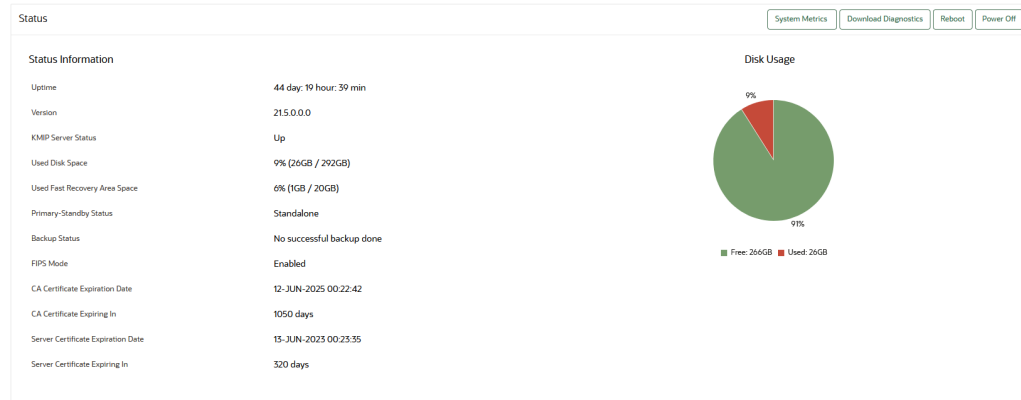 Status
System Metrics Download Diagnostics Reboot Power Off
Status Information
Uptime 44 day: 19 hour: 39 min
Version 21.5.0.0.0
KMIP Server Status Up
Used Disk Space 9% (26GB / 292GB)
Used Fast Recovery Area Space 6% (1GB / 20GB)
Primary-Standby Status Standalone
Backup Status No successful backup done
FIPS Mode Enabled
CA Certificate Expiration Date 12-JUN-2025 00:22:42
CA Certificate Expiring In 1050 days
Server Certificate Expiration Date 13-JUN-2023 00:23:35
Server Certificate Expiring In 320 days
Disk Usage
9%
91%
Free: 266GB Used: 26GB